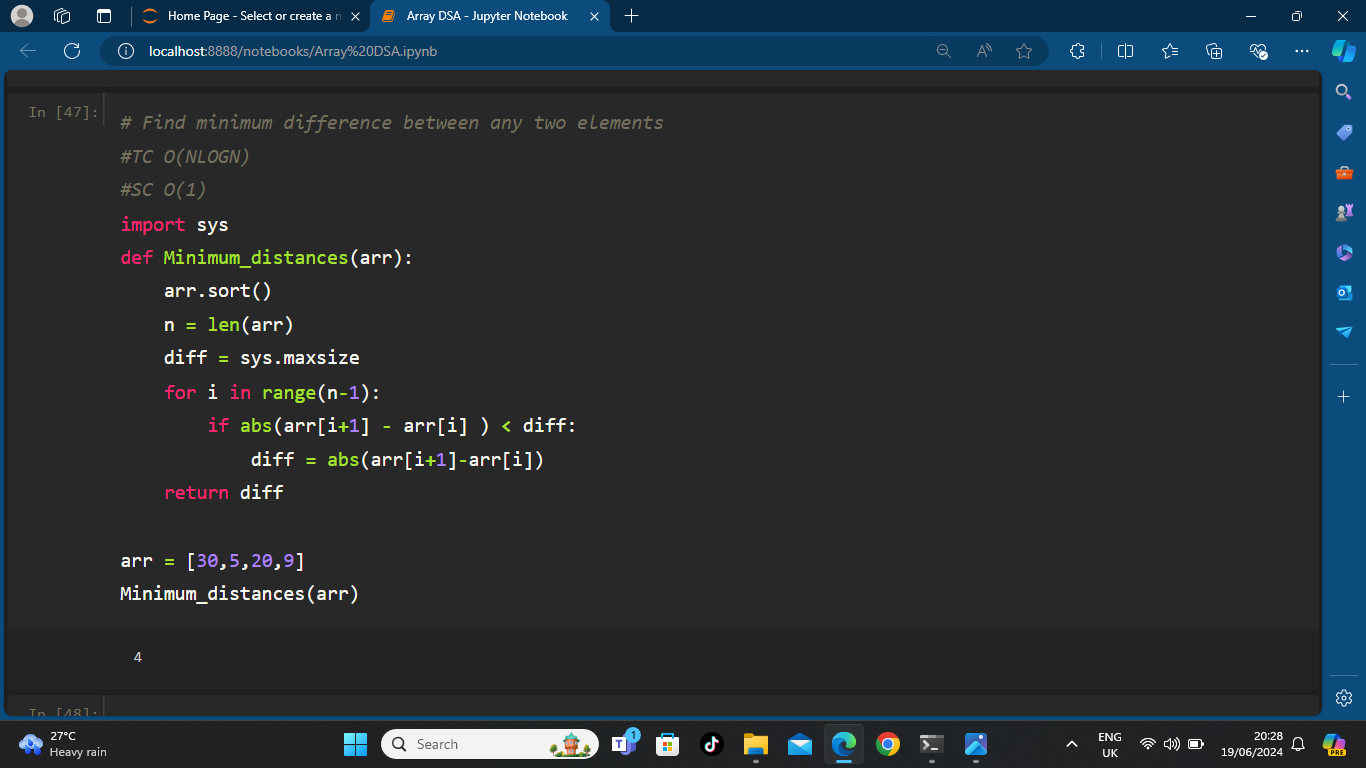 Home Page - Select or create a n
Array DSA - Jupyter Notebook
localhost:8888/notebooks/Array%20DSA.ipynb
In [47]:
# Find minimum difference between any two elements
#TC O(NLOGN)
#SC O(1)
import sys
def Minimum_distances(arr):
    arr.sort()
    n = len(arr)
    diff = sys.maxsize
    for i in range(n-1):
        if abs(arr[i+1] - arr[i] ) < diff:
            diff = abs(arr[i+1]-arr[i])
    return diff
arr = [30,5,20,9]
Minimum_distances(arr)
4
In [48]:
27°C
Heavy rain
Search
1
ENG
UK
20:28
19/06/2024
PRE